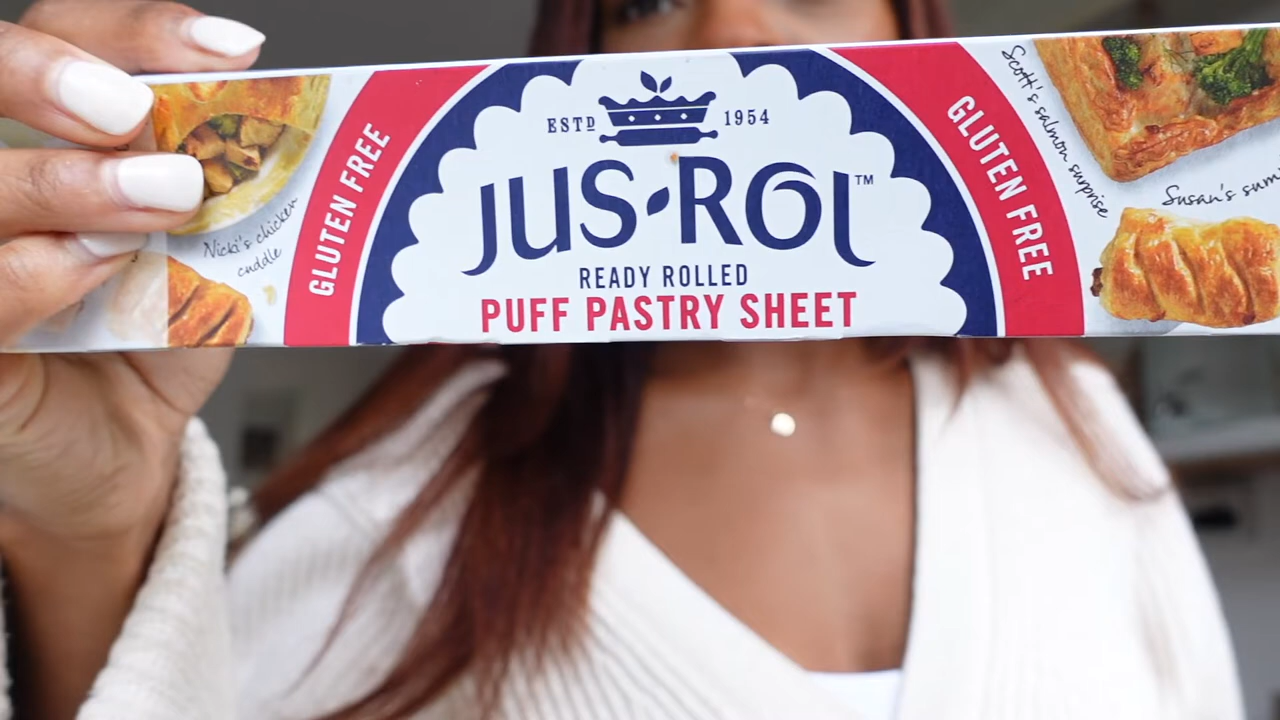 ESTD 1954
JUS•ROL™
READY ROLLED
PUFF PASTRY SHEET
GLUTEN FREE
GLUTEN FREE
Nicki's chicken
cuddle
Scott's salmon surprise
Susan's